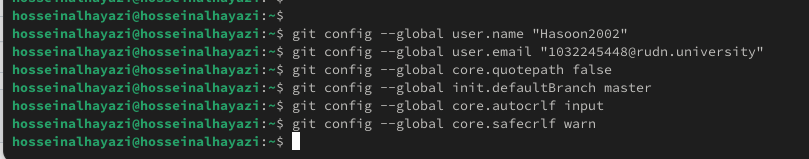 hosseinalhayazi@hosseinalhayazi:~$
hosseinalhayazi@hosseinalhayazi:~$ git config --global user.name "Hasoon2002"
hosseinalhayazi@hosseinalhayazi:~$ git config --global user.email "1032245448@rudn.university"
hosseinalhayazi@hosseinalhayazi:~$ git config --global core.quotepath false
hosseinalhayazi@hosseinalhayazi:~$ git config --global init.defaultBranch master
hosseinalhayazi@hosseinalhayazi:~$ git config --global core.autocrlf input
hosseinalhayazi@hosseinalhayazi:~$ git config --global core.safecrlf warn
hosseinalhayazi@hosseinalhayazi:~$